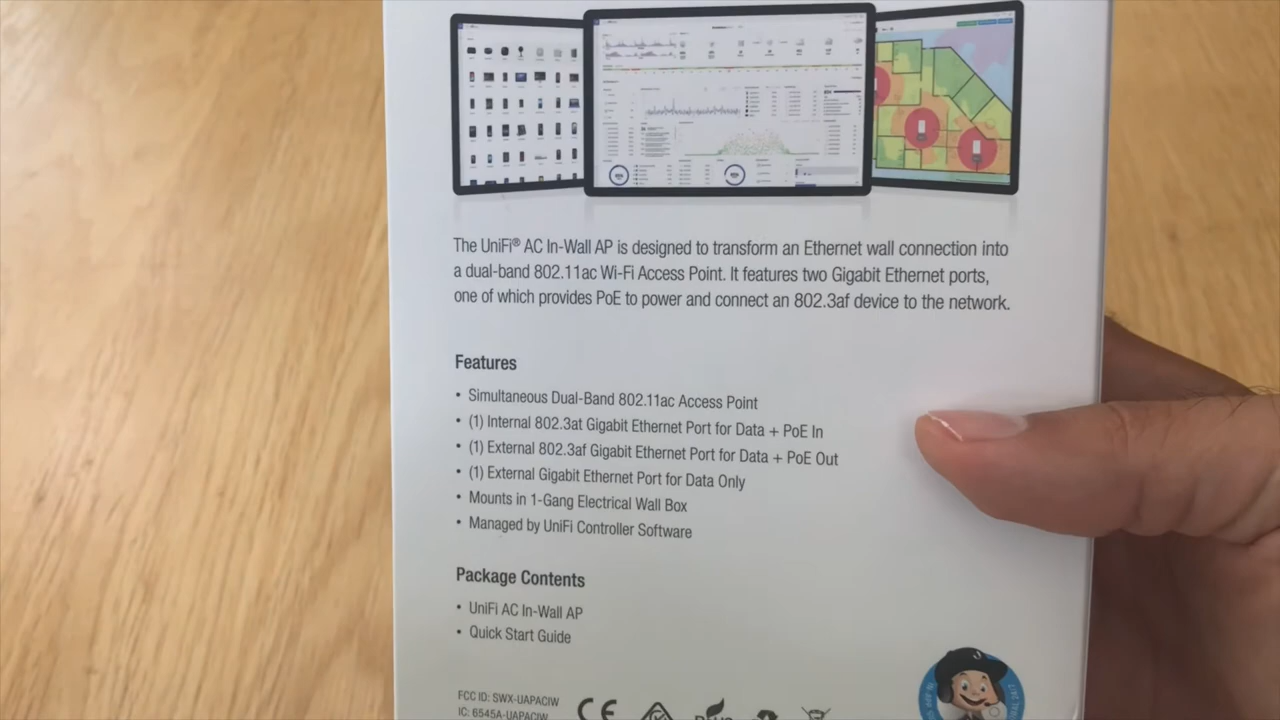 The UniFi® AC In-Wall AP is designed to transform an Ethernet wall connection into
a dual-band 802.11ac Wi-Fi Access Point. It features two Gigabit Ethernet ports,
one of which provides PoE to power and connect an 802.3af device to the network.
Features
• Simultaneous Dual-Band 802.11ac Access Point
• (1) Internal 802.3at Gigabit Ethernet Port for Data + PoE In
• (1) External 802.3af Gigabit Ethernet Port for Data + PoE Out
• (1) External Gigabit Ethernet Port for Data Only
• Mounts in 1-Gang Electrical Wall Box
• Managed by UniFi Controller Software
Package Contents
• UniFi AC In-Wall AP
• Quick Start Guide
FCC ID: SWX-UAPACIW
IC: 6545A-UAPACIW
CE